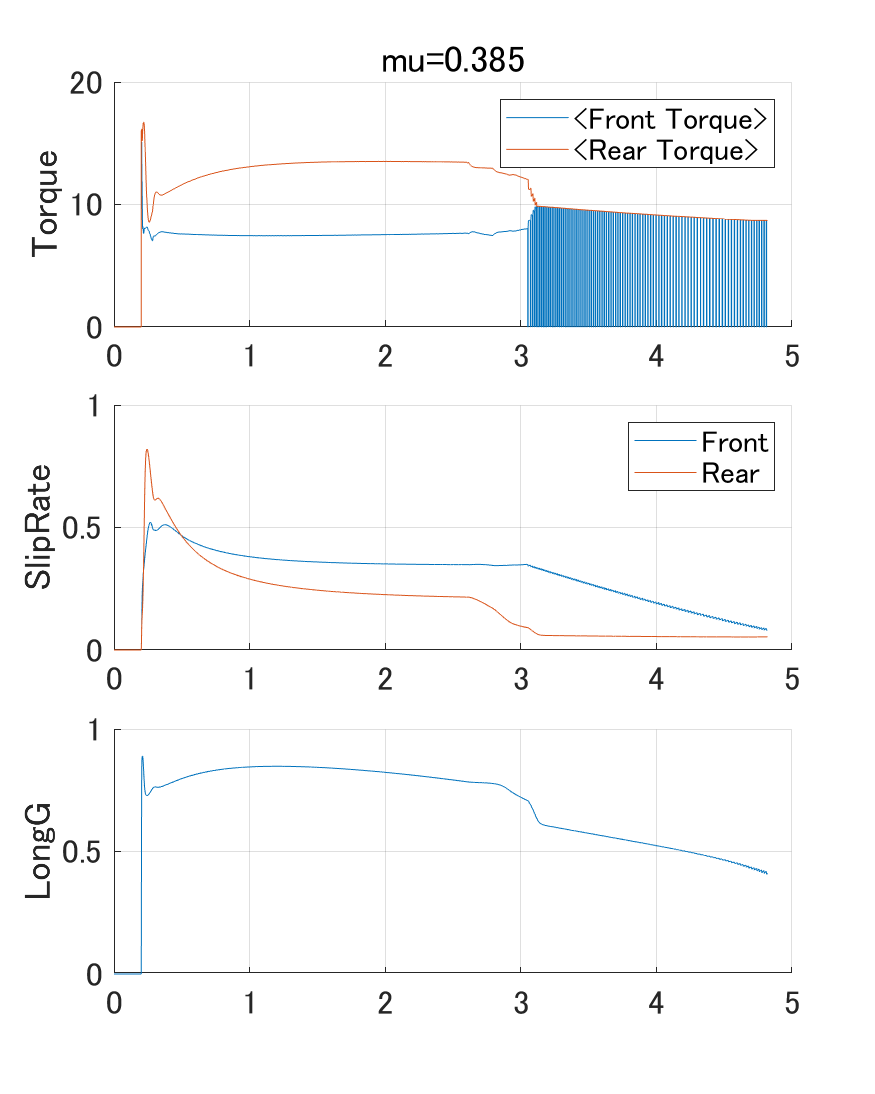 mu=0.385
Torque
20
10
0
<Front Torque>
<Rear Torque>
0 1 2 3 4 5
SlipRate
1
0.5
0
Front
Rear
0 1 2 3 4 5
LongG
1
0.5
0
0 1 2 3 4 5